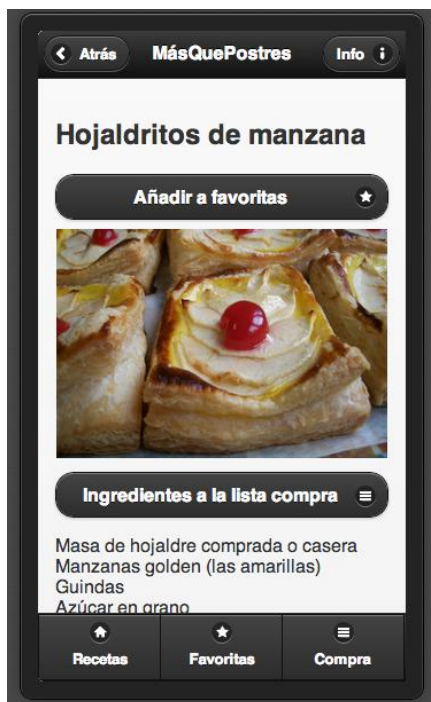 Atrás MásQuePostres Info
Hojaldritos de manzana
Añadir a favoritas
Ingredientes a la lista compra
Masa de hojaldre comprada o casera
Manzanas golden (las amarillas)
Guindas
Azúcar en grano
Recetas Favoritas Compra